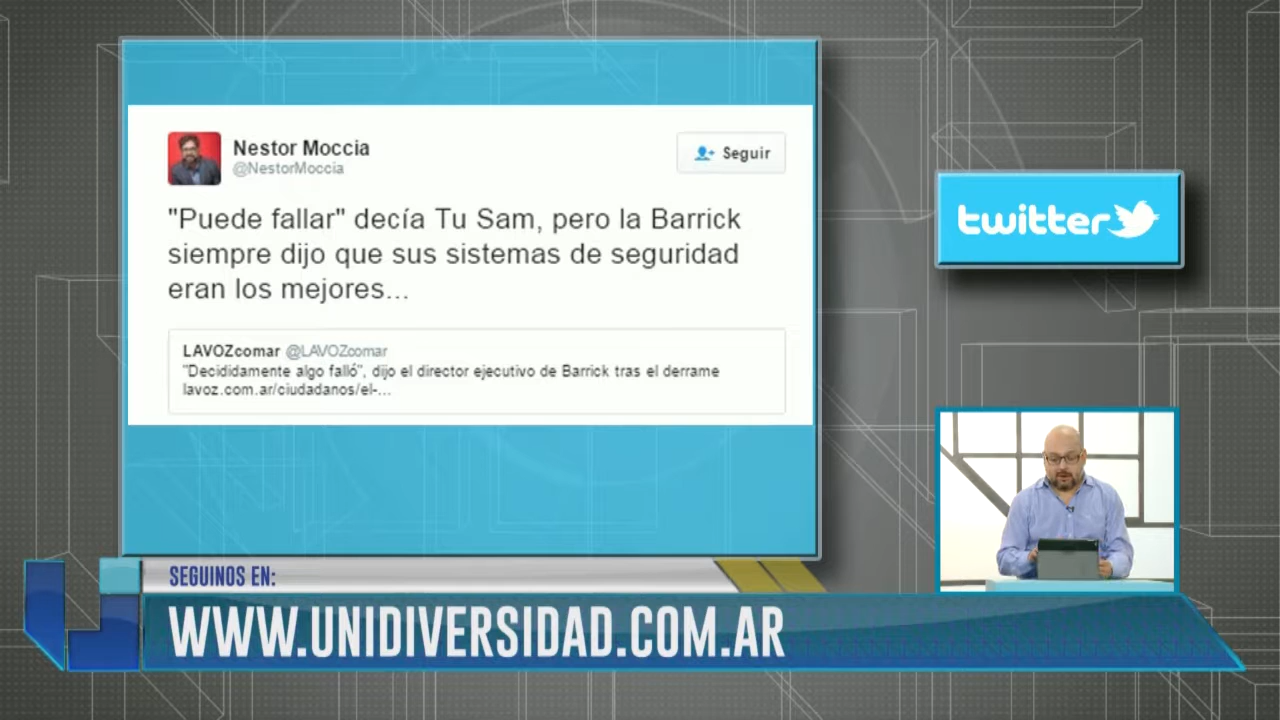 Nestor Moccia
@NestorMoccia
Seguir
"Puede fallar" decía Tu Sam, pero la Barrick
siempre dijo que sus sistemas de seguridad
eran los mejores...
LAVOZcomar @LAVOZcomar
"Decididamente algo falló", dijo el director ejecutivo de Barrick tras el derrame
lavoz.com.ar/ciudadanos/el-...
twitter
SEGUINOS EN:
WWW.UNIDIVERSIDAD.COM.AR